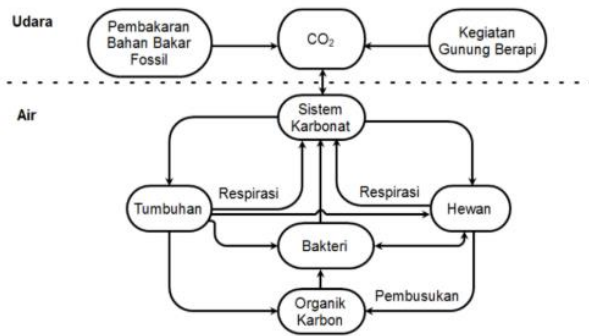 Udara
Pembakaran
Bahan Bakar
Fossil
CO₂
Kegiatan
Gunung Berapi
Air
Sistem
Karbonat
Respirasi
Respirasi
Tumbuhan
Hewan
Bakteri
Organik
Karbon
Pembusukan